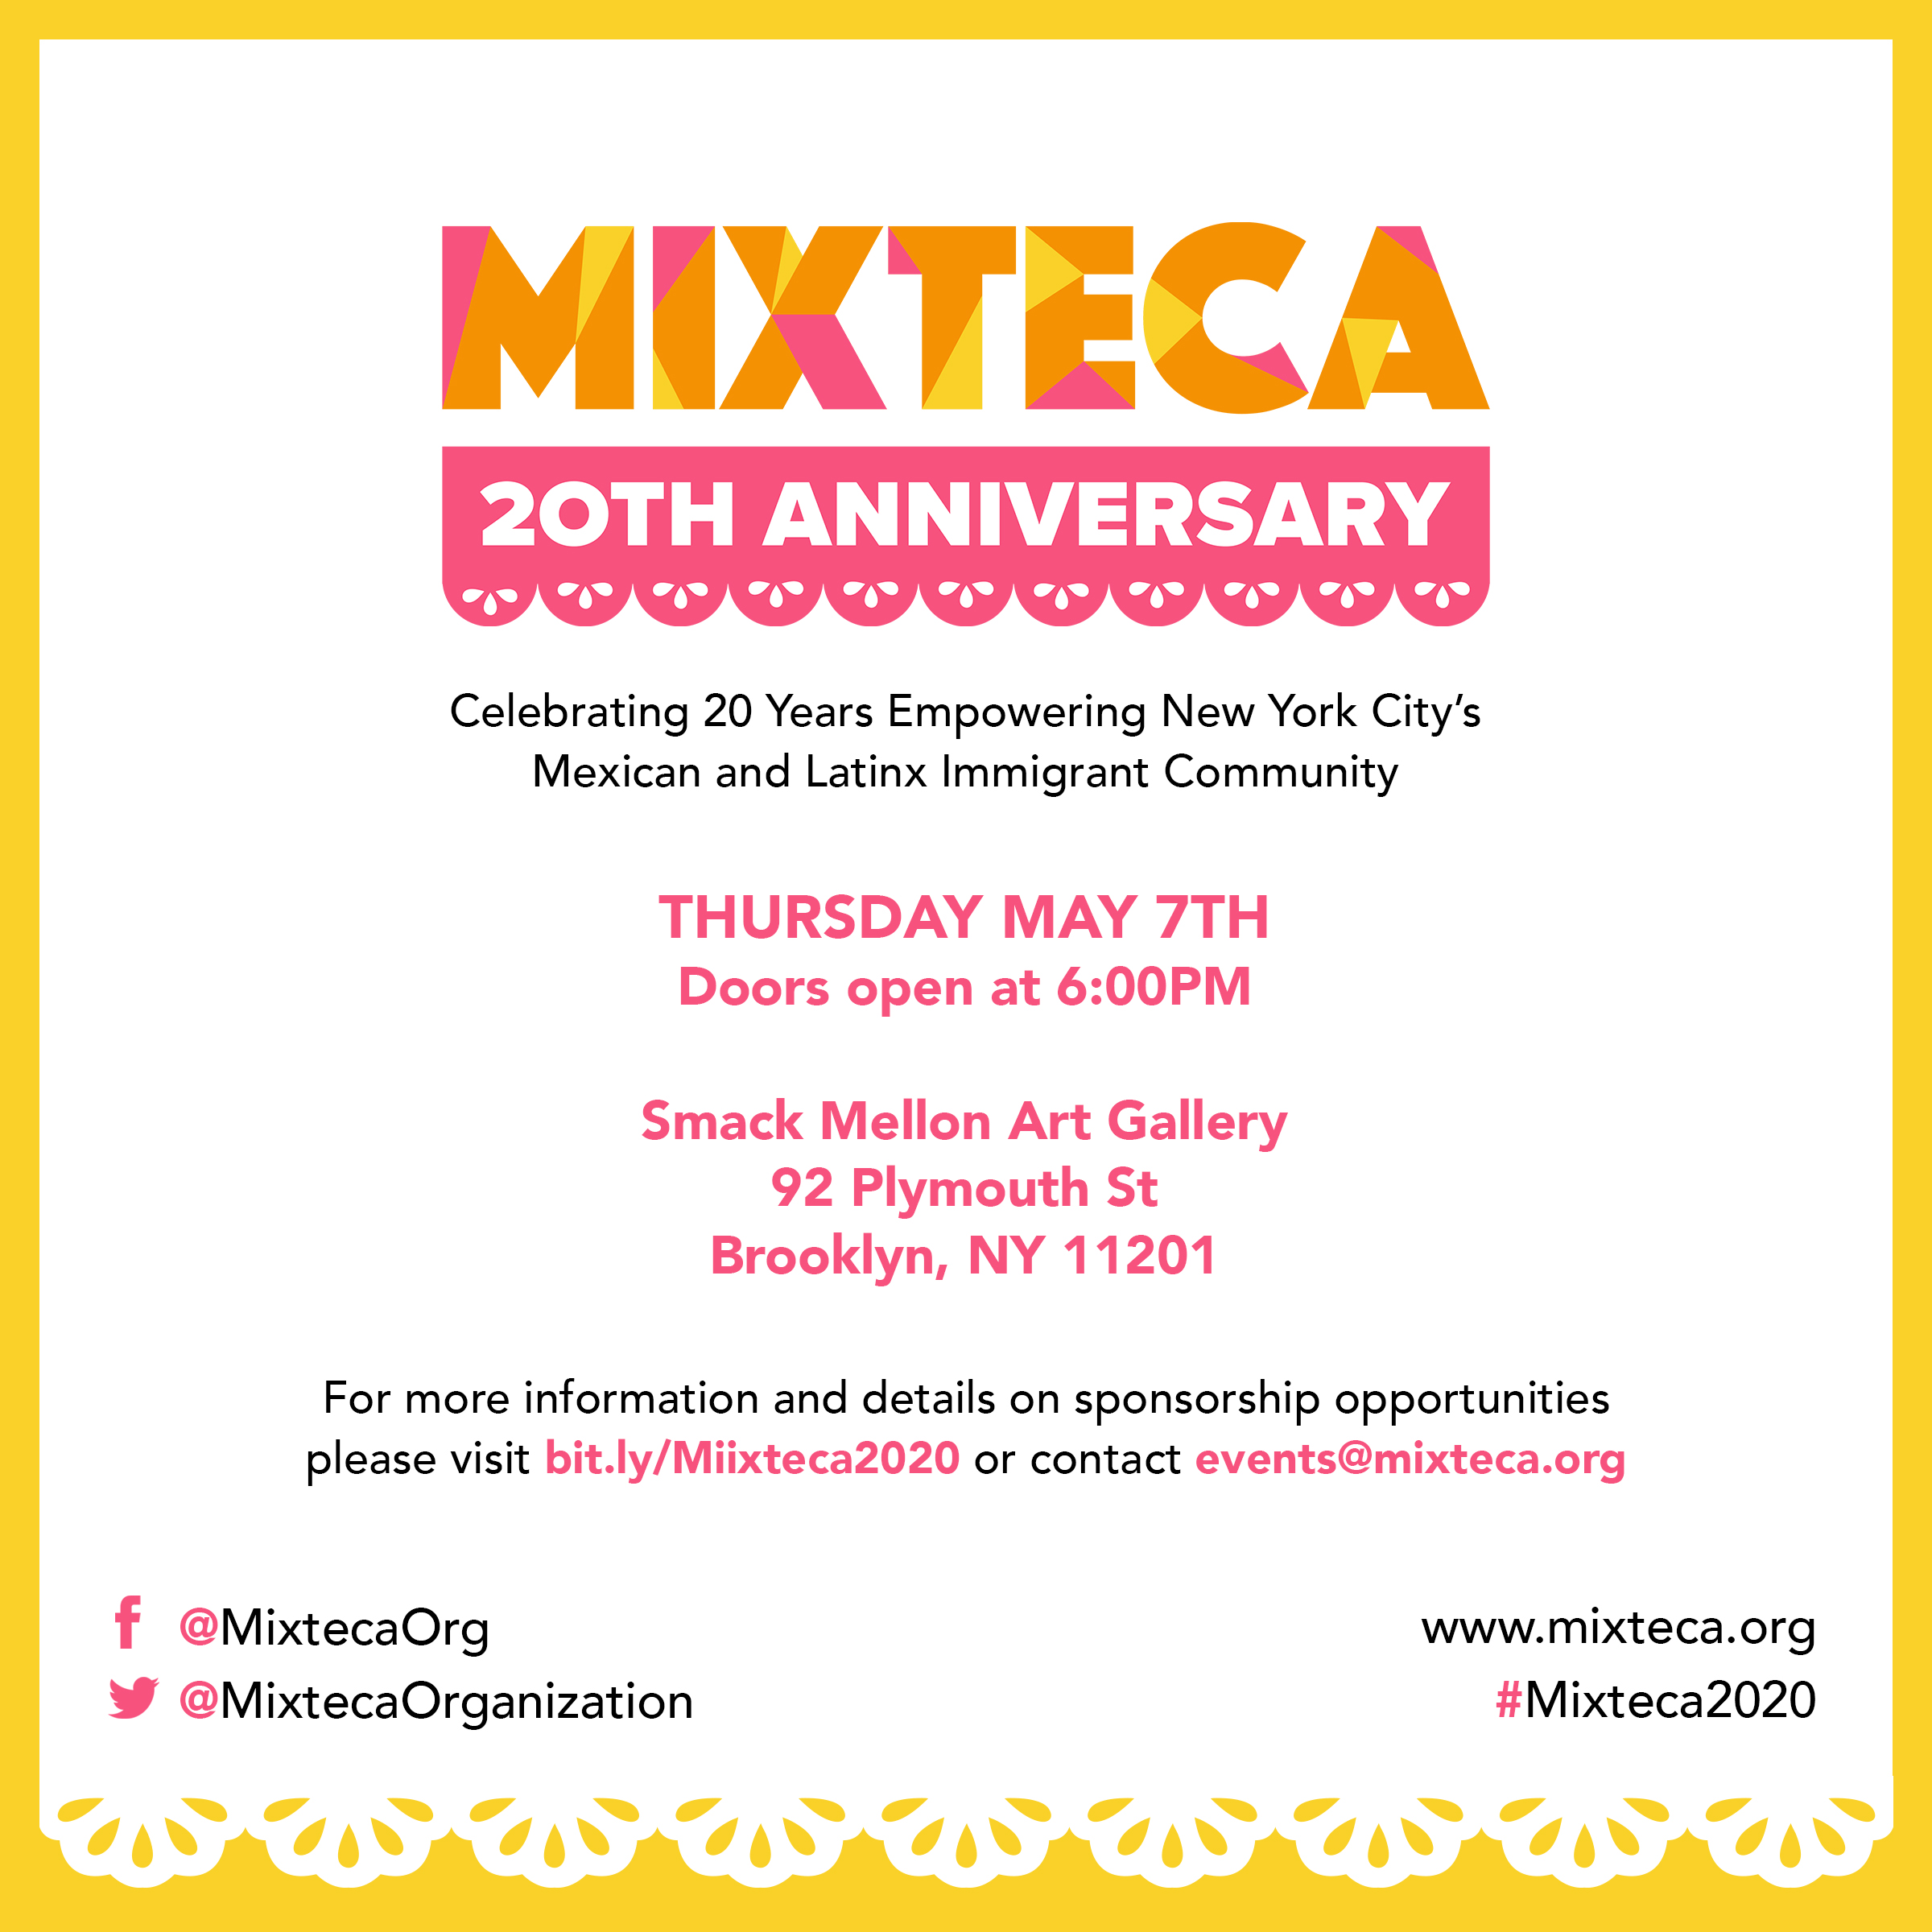 MIXTECA
20TH ANNIVERSARY
Celebrating 20 Years Empowering New York City’s
Mexican and Latinx Immigrant Community
THURSDAY MAY 7TH
Doors open at 6:00PM
Smack Mellon Art Gallery
92 Plymouth St
Brooklyn, NY 11201
For more information and details on sponsorship opportunities
please visit bit.ly/Miixteca2020 or contact events@mixteca.org
@MixtecaOrg
@MixtecaOrganization
www.mixteca.org
#Mixteca2020